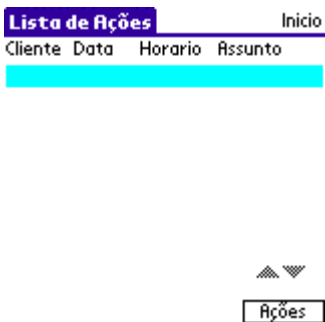 Lista de Ações Inicio
Cliente Data Horario Assunto
Ações